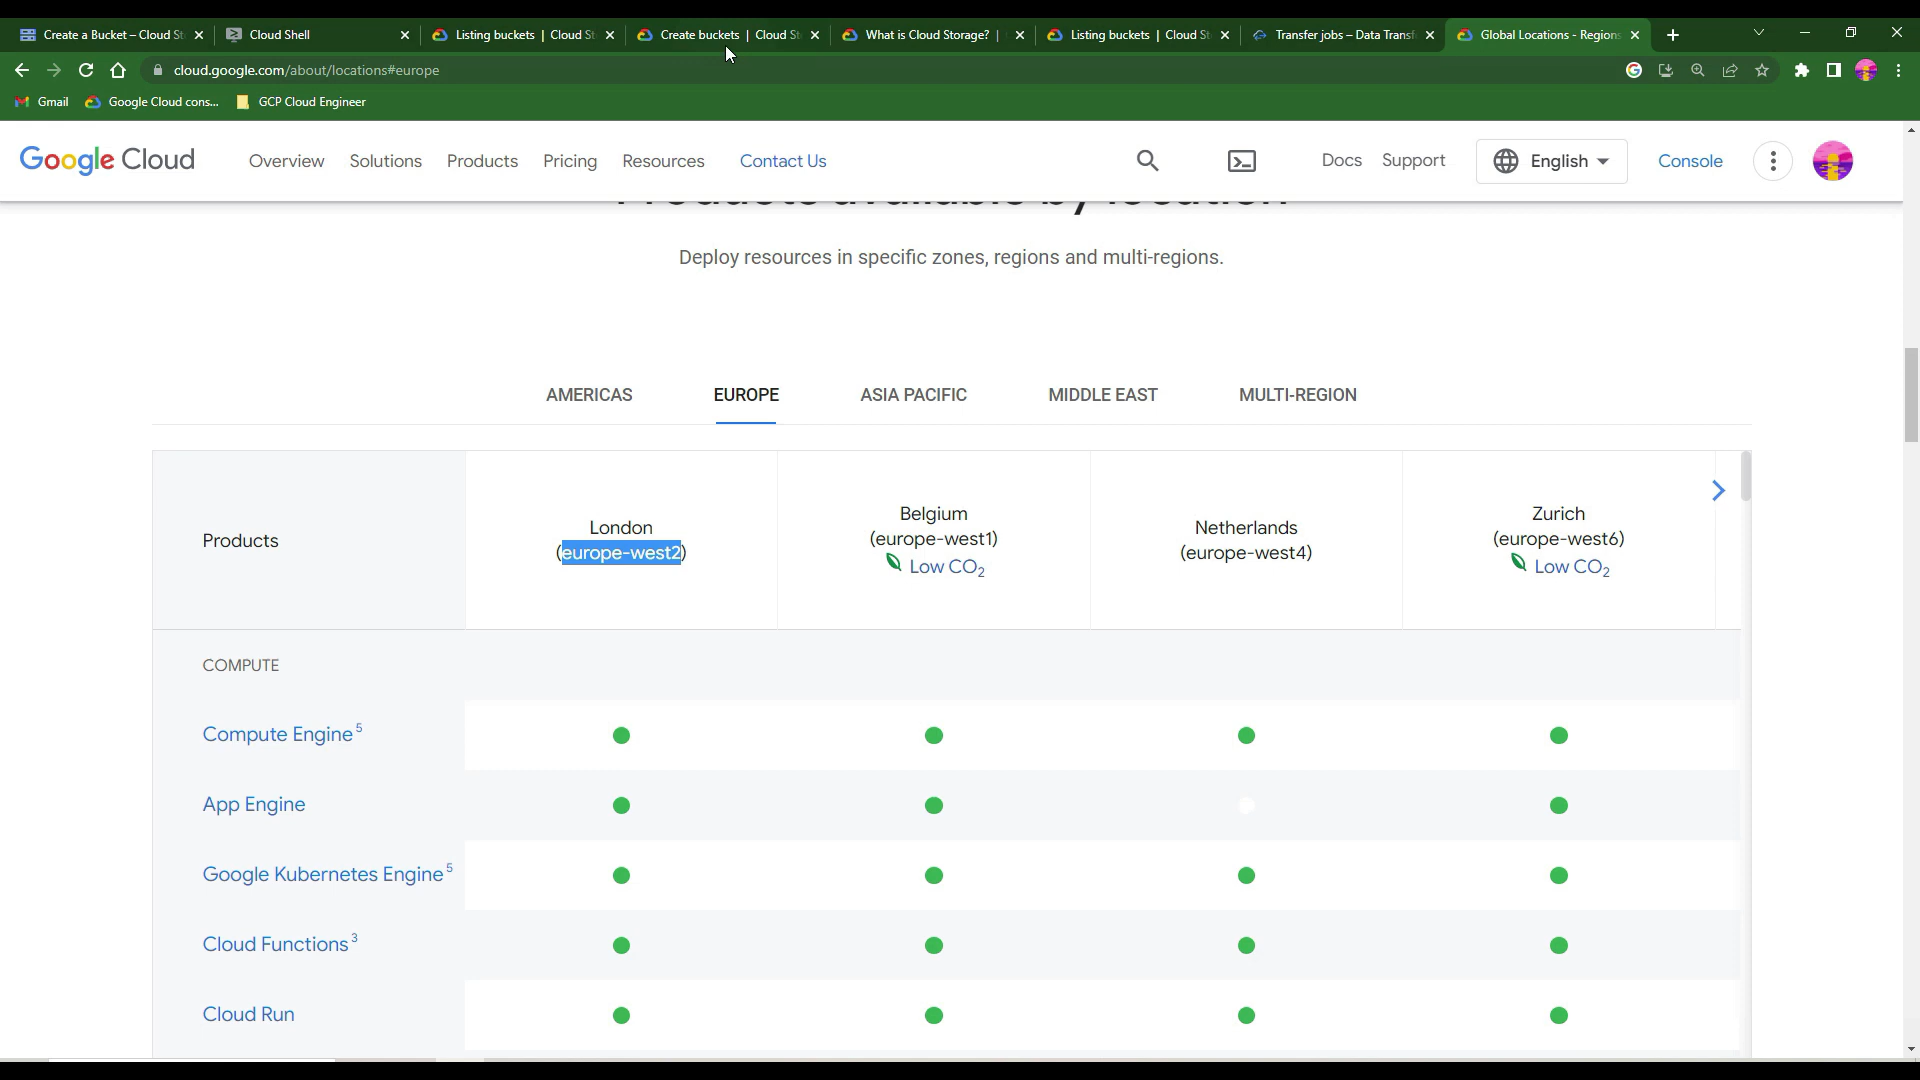 Create a Bucket – Cloud St
Cloud Shell
Listing buckets | Cloud St
Create buckets | Cloud St
What is Cloud Storage? |
Listing buckets | Cloud St
Transfer jobs – Data Transf
Global Locations - Regions
cloud.google.com/about/locations#europe
Gmail
Google Cloud cons...
GCP Cloud Engineer
Google Cloud
Overview
Solutions
Products
Pricing
Resources
Contact Us
Docs
Support
English
Console
Products available by location
Deploy resources in specific zones, regions and multi-regions.
AMERICAS
EUROPE
ASIA PACIFIC
MIDDLE EAST
MULTI-REGION
Products
London
(europe-west2)
Belgium
(europe-west1)
Low CO2
Netherlands
(europe-west4)
Zurich
(europe-west6)
Low CO2
COMPUTE
Compute Engine 5
App Engine
Google Kubernetes Engine 5
Cloud Functions 3
Cloud Run